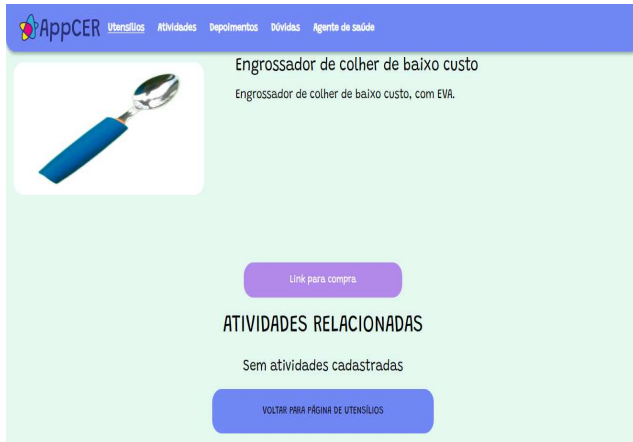 AppCER Utensílios Atividades Depoimentos Dúvidas Agente de saúde
Engrossador de colher de baixo custo
Engrossador de colher de baixo custo, com EVA.
Link para compra
ATIVIDADES RELACIONADAS
Sem atividades cadastradas
VOLTAR PARA PÁGINA DE UTENSÍLIOS